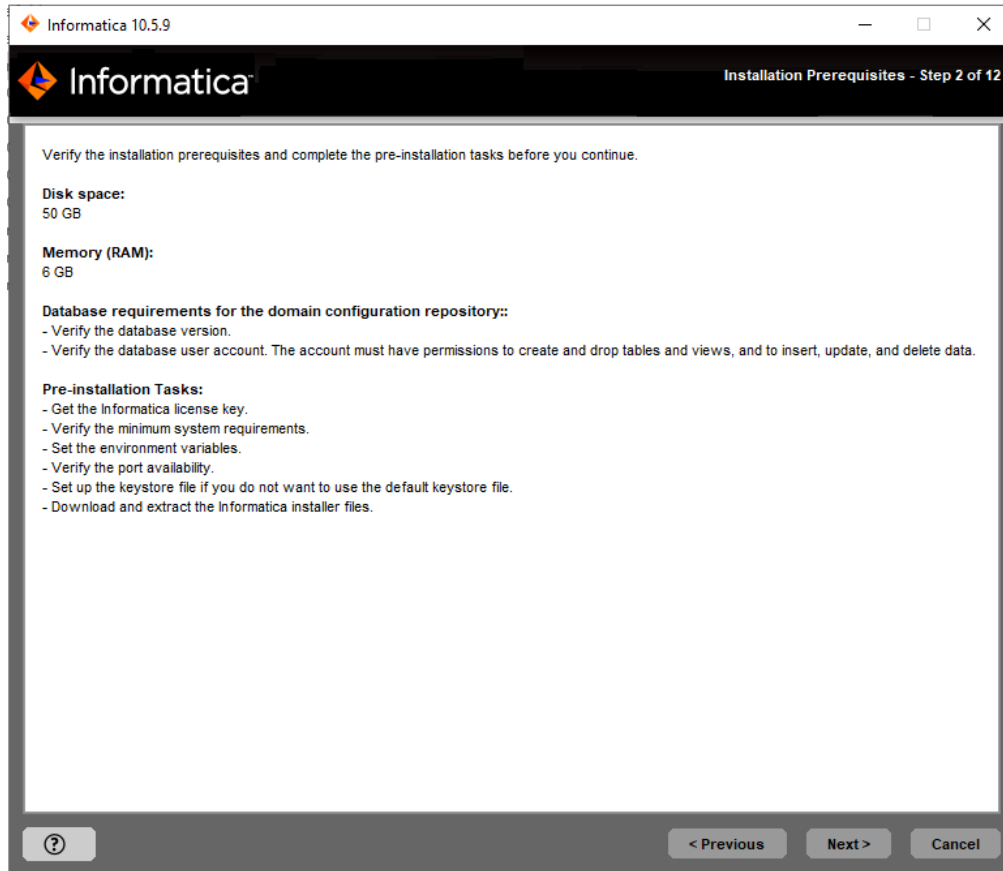 Informatica 10.5.9
Informatica
Installation Prerequisites - Step 2 of 12
Verify the installation prerequisites and complete the pre-installation tasks before you continue.
Disk space:
50 GB
Memory (RAM):
6 GB
Database requirements for the domain configuration repository::
- Verify the database version.
- Verify the database user account. The account must have permissions to create and drop tables and views, and to insert, update, and delete data.
Pre-installation Tasks:
- Get the Informatica license key.
- Verify the minimum system requirements.
- Set the environment variables.
- Verify the port availability.
- Set up the keystore file if you do not want to use the default keystore file.
- Download and extract the Informatica installer files.
?
< Previous
Next >
Cancel